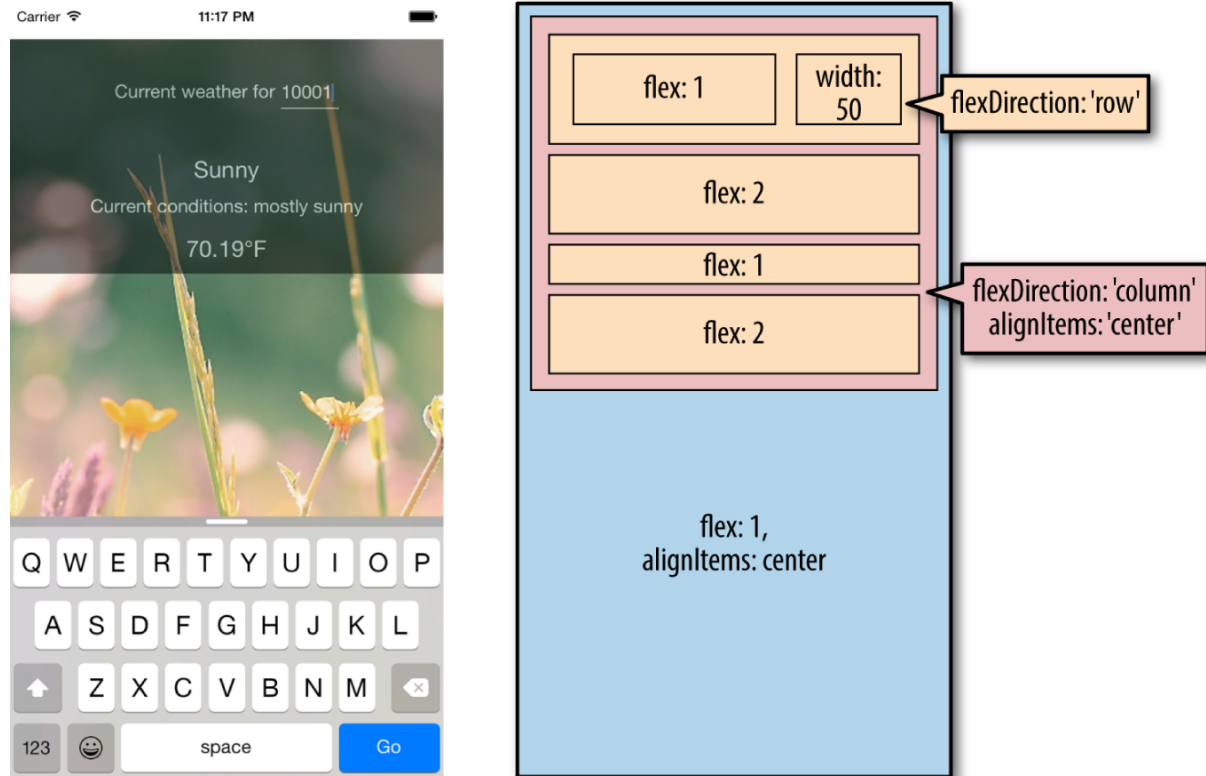 Carrier
11:17 PM
Current weather for 10001
Sunny
Current conditions: mostly sunny
70.19°F
Q W E R T Y U I O P
A S D F G H J K L
Z X C V B N M
123
space
Go
flex: 1
width:
50
flexDirection: 'row'
flex: 2
flex: 1
flex: 2
flexDirection: 'column'
alignItems: 'center'
flex: 1,
alignItems: center